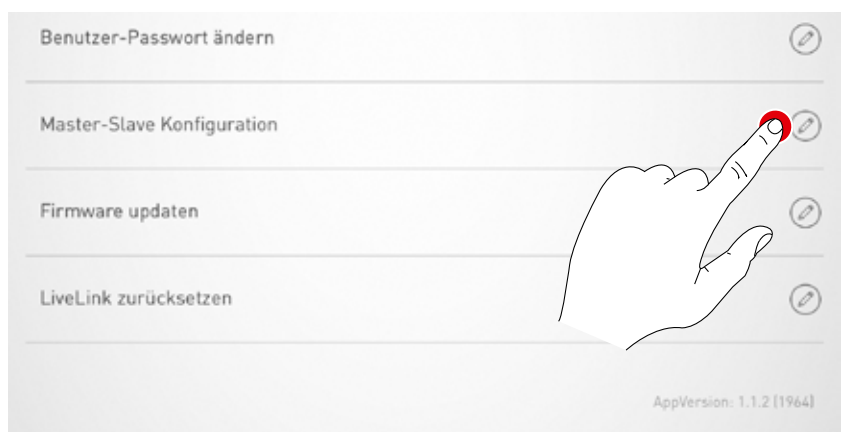 Benutzer-Passwort ändern
Master-Slave Konfiguration
Firmware updaten
LiveLink zurücksetzen
AppVersion: 1.1.2 (1964)